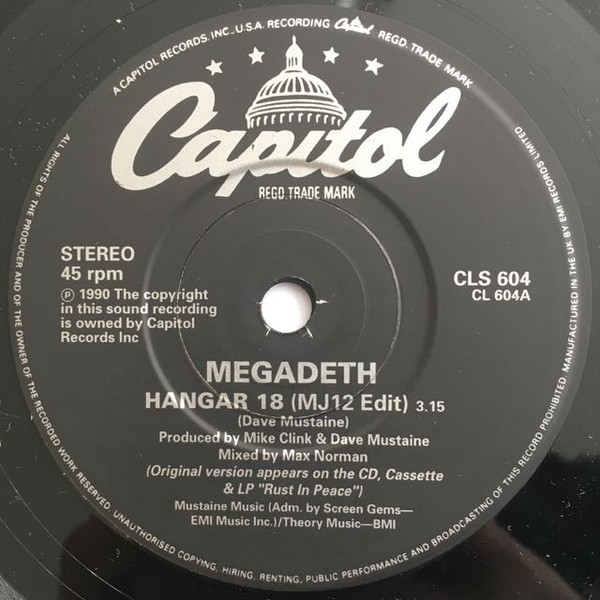 A CAPITOL RECORDS, INC., U.S.A. RECORDING Capitol REGD. TRADE MARK
Capitol
REGD. TRADE MARK
STEREO
45 rpm
℗ 1990 The copyright
in this sound recording
is owned by Capitol
Records Inc
CLS 604
CL 604A
MEGADETH
HANGAR 18 (MJ12 Edit) 3.15
(Dave Mustaine)
Produced by Mike Clink & Dave Mustaine
Mixed by Max Norman
(Original version appears on the CD, Cassette
& LP "Rust In Peace")
Mustaine Music (Adm. by Screen Gems—
EMI Music Inc.)/Theory Music—BMI
ALL RIGHTS OF THE PRODUCER AND OF THE OWNER OF THE RECORDED WORK RESERVED. UNAUTHORISED COPYING, HIRING, RENTING, PUBLIC PERFORMANCE AND BROADCASTING OF THIS RECORD PROHIBITED. MANUFACTURED IN THE UK BY EMI RECORDS LIMITED